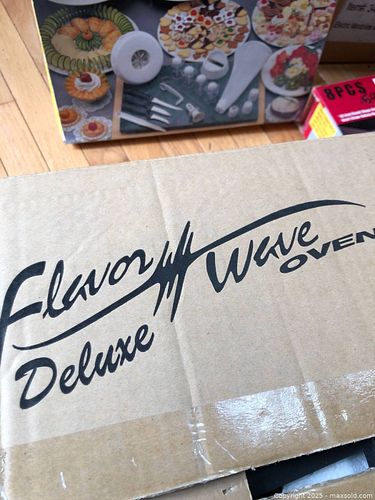 8PCS
Flavor Wave
OVEN
Deluxe
Copyright 2025 - maxsold.com